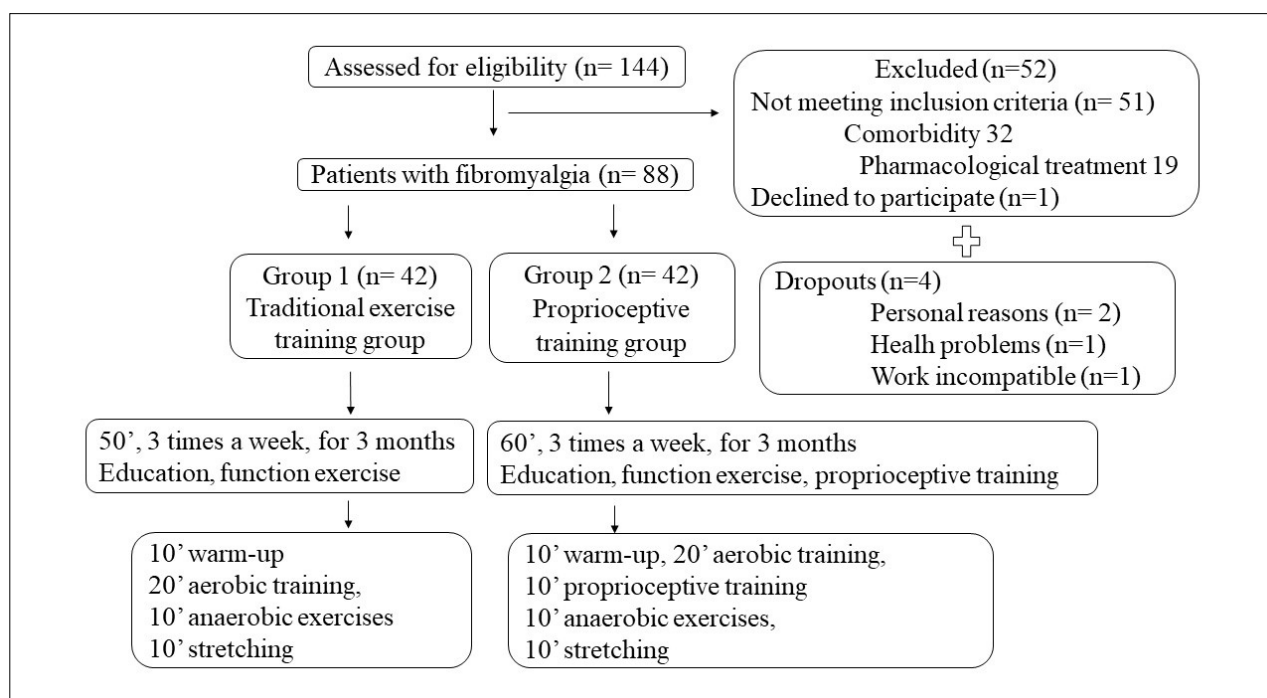 Assessed for eligibility (n= 144)
Excluded (n=52)
Not meeting inclusion criteria (n= 51)
Comorbidity 32
Pharmacological treatment 19
Declined to participate (n=1)
Patients with fibromyalgia (n= 88)
Dropouts (n=4)
Personal reasons (n= 2)
Healh problems (n=1)
Work incompatible (n=1)
Group 1 (n= 42)
Traditional exercise
training group
Group 2 (n= 42)
Proprioceptive
training group
50’, 3 times a week, for 3 months
Education, function exercise
60’, 3 times a week, for 3 months
Education, function exercise, proprioceptive training
10’ warm-up
20’ aerobic training,
10’ anaerobic exercises
10’ stretching
10’ warm-up, 20’ aerobic training,
10’ proprioceptive training
10’ anaerobic exercises,
10’ stretching